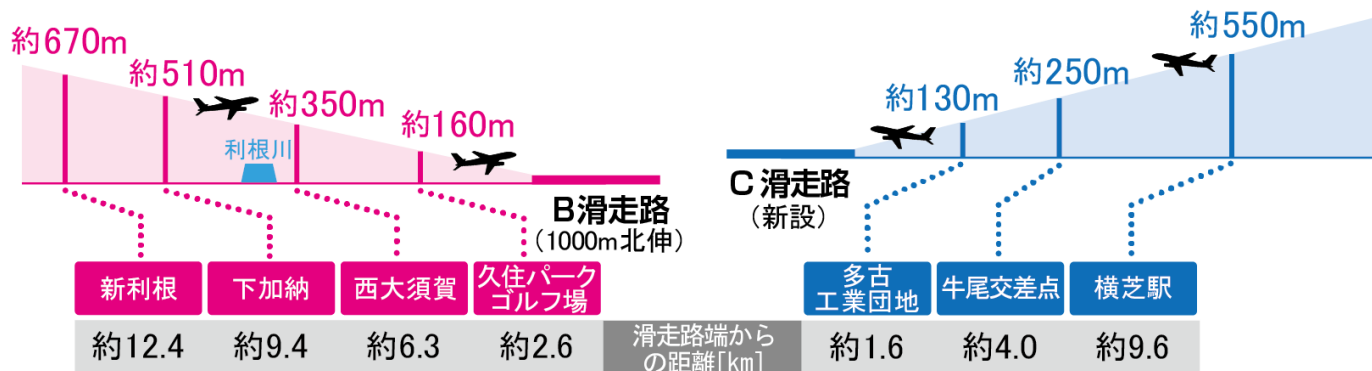 約670m
約510m
約350m
約160m
利根川
B滑走路
(1000m北伸)
約130m
約250m
約550m
C滑走路
(新設)
新利根
下加納
西大須賀
久住パーク
ゴルフ場
多古
工業団地
牛尾交差点
横芝駅
約12.4
約9.4
約6.3
約2.6
滑走路端から
の距離[km]
約1.6
約4.0
約9.6